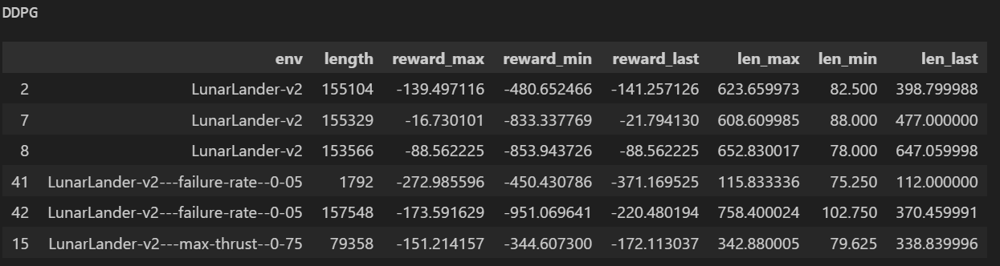 DDPG
env length reward_max reward_min reward_last len_max len_min len_last
2 LunarLander-v2 155104 -139.497116 -480.652466 -141.257126 623.659973 82.500 398.799988
7 LunarLander-v2 155329 -16.730101 -833.337769 -21.794130 608.609985 88.000 477.000000
8 LunarLander-v2 153566 -88.562225 -853.943726 -88.562225 652.830017 78.000 647.059998
41 LunarLander-v2---failure-rate--0-05 1792 -272.985596 -450.430786 -371.169525 115.833336 75.250 112.000000
42 LunarLander-v2---failure-rate--0-05 157548 -173.591629 -951.069641 -220.480194 758.400024 102.750 370.459991
15 LunarLander-v2---max-thrust--0-75 79358 -151.214157 -344.607300 -172.113037 342.880005 79.625 338.839996